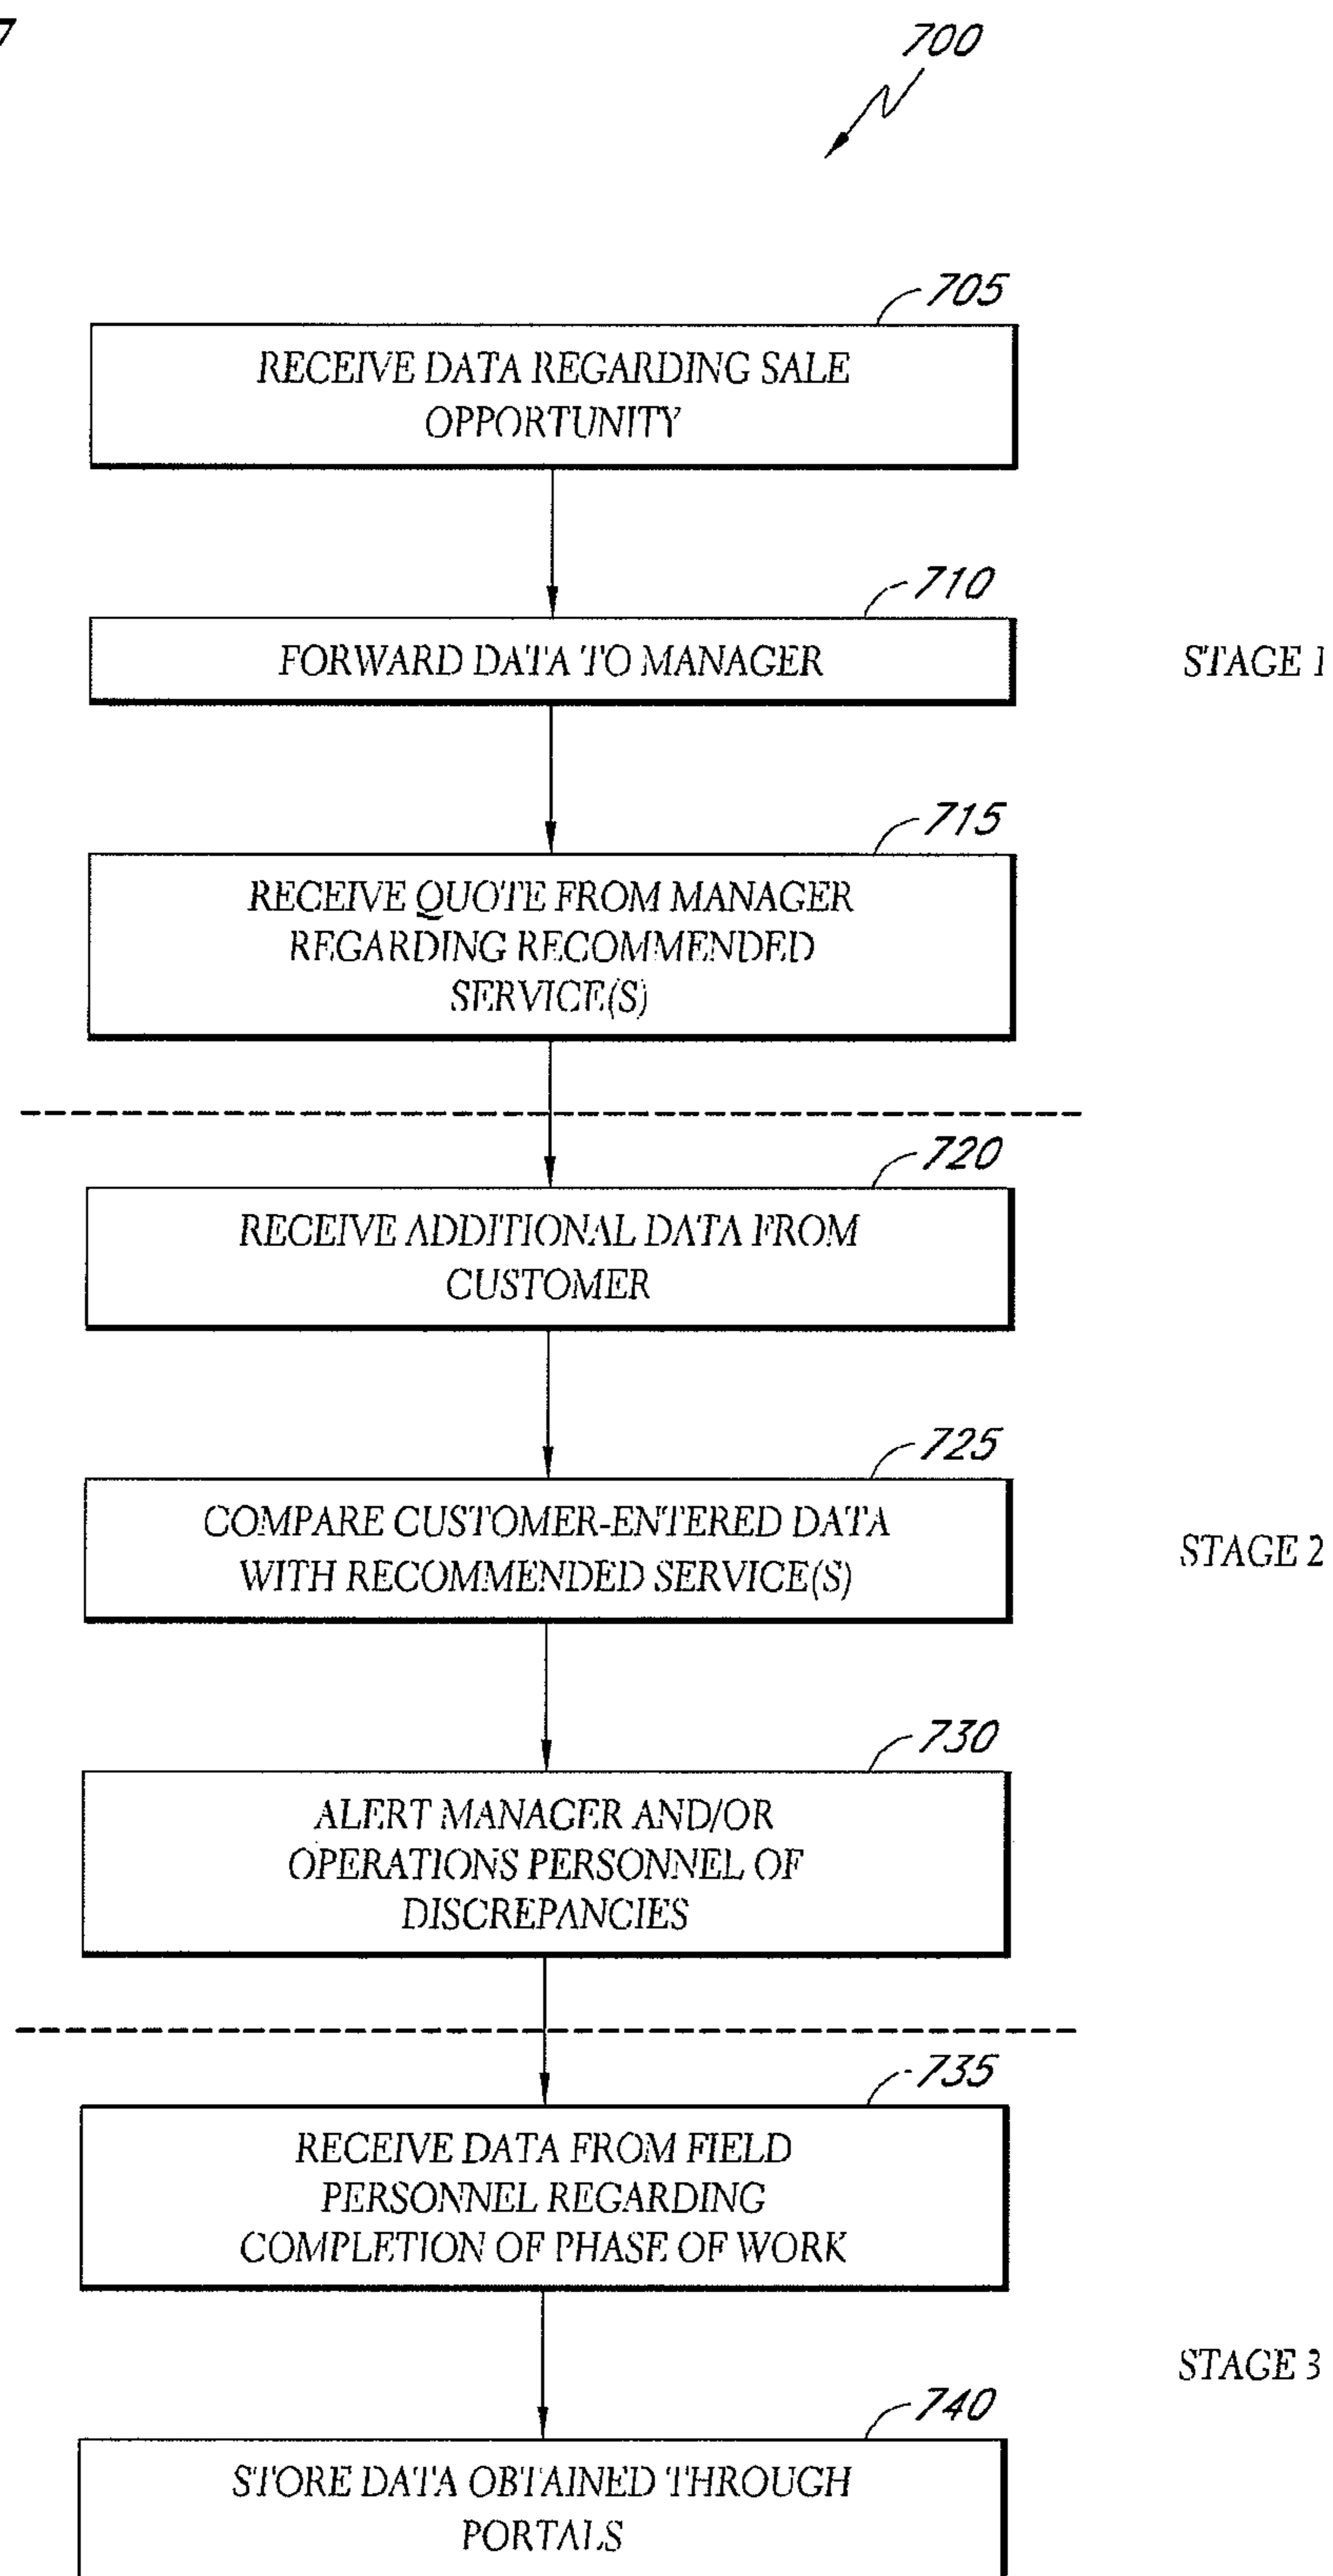 7
700
705
RECEIVE DATA REGARDING SALE
OPPORTUNITY
710
FORWARD DATA TO MANAGER
STAGE 1
715
RECEIVE QUOTE FROM MANAGER
REGARDING RECOMMENDED
SERVICE(S)
720
RECEIVE ADDITIONAL DATA FROM
CUSTOMER
725
COMPARE CUSTOMER-ENTERED DATA
WITH RECOMMENDED SERVICE(S)
STAGE 2
730
ALERT MANAGER AND/OR
OPERATIONS PERSONNEL OF
DISCREPANCIES
735
RECEIVE DATA FROM FIELD
PERSONNEL REGARDING
COMPLETION OF PHASE OF WORK
STAGE 3
740
STORE DATA OBTAINED THROUGH
PORTALS